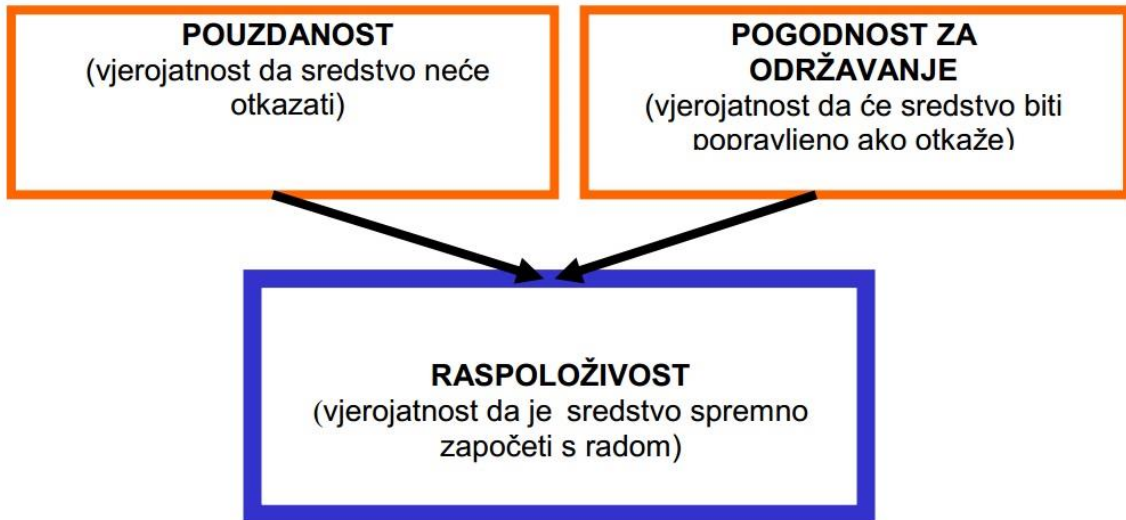 POUZDANOST
(vjerojatnost da sredstvo neće
otkazati)
POGODNOST ZA
ODRŽAVANJE
(vjerojatnost da će sredstvo biti
popravljeno ako otkaže)
RASPOLOŽIVOST
(vjerojatnost da je sredstvo spremno
započeti s radom)